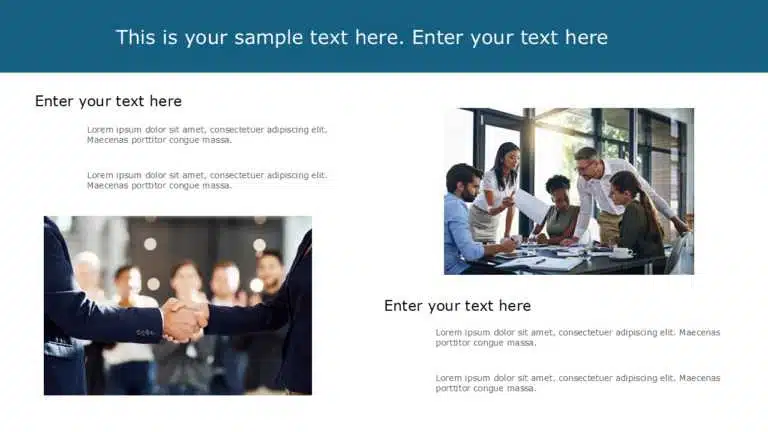 This is your sample text here. Enter your text here
Enter your text here
Lorem ipsum dolor sit amet, consectetuer adipiscing elit.
Maecenas porttitor congue massa.
Lorem ipsum dolor sit amet, consectetuer adipiscing elit.
Maecenas porttitor congue massa.
Enter your text here
Lorem ipsum dolor sit amet, consectetuer adipiscing elit. Maecenas
porttitor congue massa.
Lorem ipsum dolor sit amet, consectetuer adipiscing elit. Maecenas
porttitor congue massa.